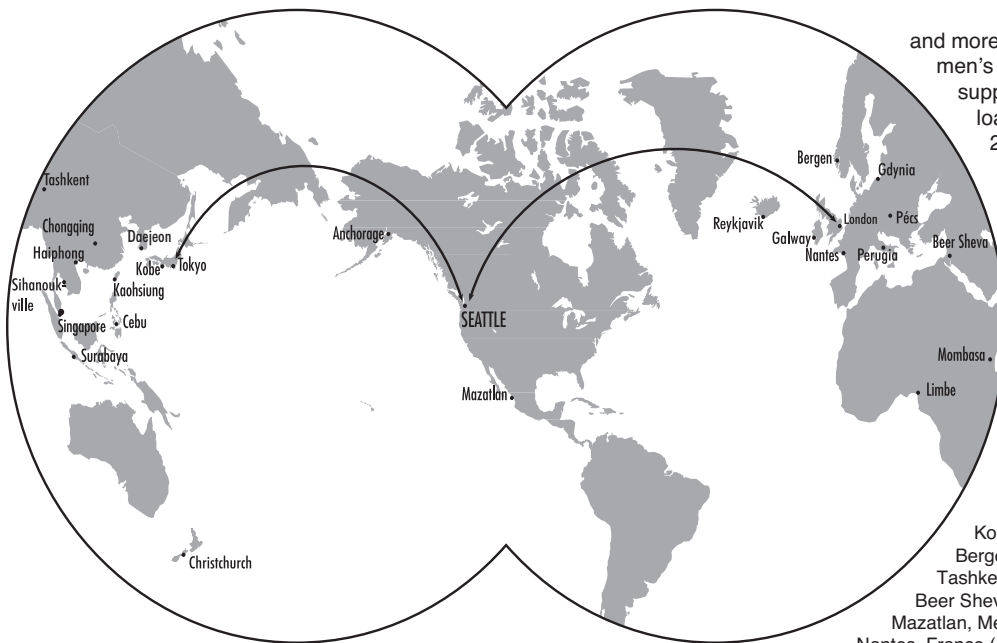 and more
men's
supp
loa
2
Bergen
Gdynia
Tashkent
London
Pécs
Reykjavik
Chongqing
Daejeon
Anchorage
Galway
Beer Sheva
Haiphong
Nantes
Perugia
Kobe
Tokyo
Sihanouk-
ville
Kaohsiung
SEATTLE
Singapore
Cebu
Surabaya
Mombasa
Mazatlan
Limbe
Christchurch
Ko
Berge
Tashke
Beer Shev
Mazatlan, Me
Nantes, France (